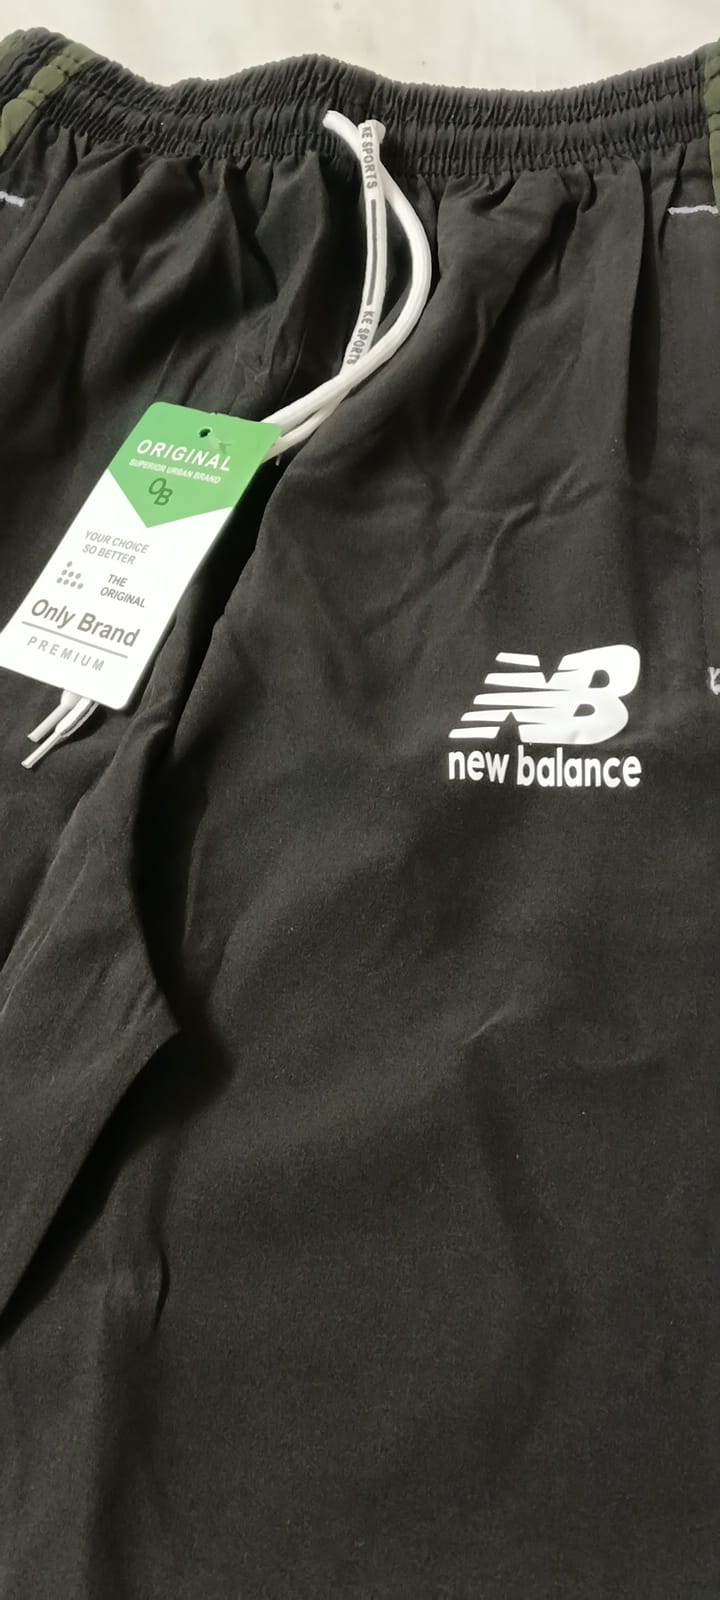 KE SPORTS
KE SPORTS
ORIGINAL
SUPERIOR URBAN BRAND
OB
YOUR CHOICE
SO BETTER
THE
ORIGINAL
Only Brand
PREMIUM
NB
new balance